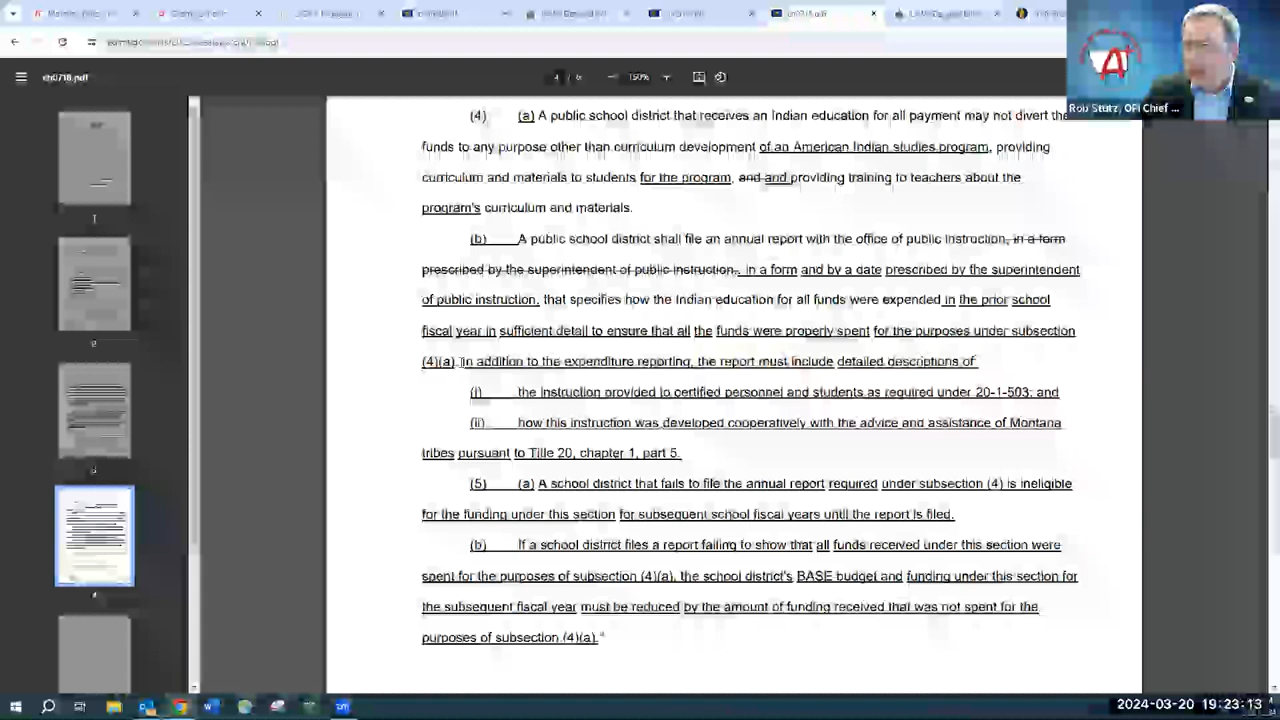 ch0718.pdf
4 / 6
150%
Rob Stutz, OPI Chief ...
(4) (a) A public school district that receives an Indian education for all payment may not divert the
funds to any purpose other than curriculum development of an American Indian studies program, providing
curriculum and materials to students for the program, and and providing training to teachers about the
program's curriculum and materials.
(b) A public school district shall file an annual report with the office of public instruction, in a form
prescribed by the superintendent of public instruction,, in a form and by a date prescribed by the superintendent
of public instruction, that specifies how the Indian education for all funds were expended in the prior school
fiscal year in sufficient detail to ensure that all the funds were properly spent for the purposes under subsection
(4)(a). In addition to the expenditure reporting, the report must include detailed descriptions of:
(i) the instruction provided to certified personnel and students as required under 20-1-503; and
(ii) how this instruction was developed cooperatively with the advice and assistance of Montana
tribes pursuant to Title 20, chapter 1, part 5.
(5) (a) A school district that fails to file the annual report required under subsection (4) is ineligible
for the funding under this section for subsequent school fiscal years until the report is filed.
(b) If a school district files a report failing to show that all funds received under this section were
spent for the purposes of subsection (4)(a), the school district's BASE budget and funding under this section for
the subsequent fiscal year must be reduced by the amount of funding received that was not spent for the
purposes of subsection (4)(a)."
2024-03-20 19:23:13